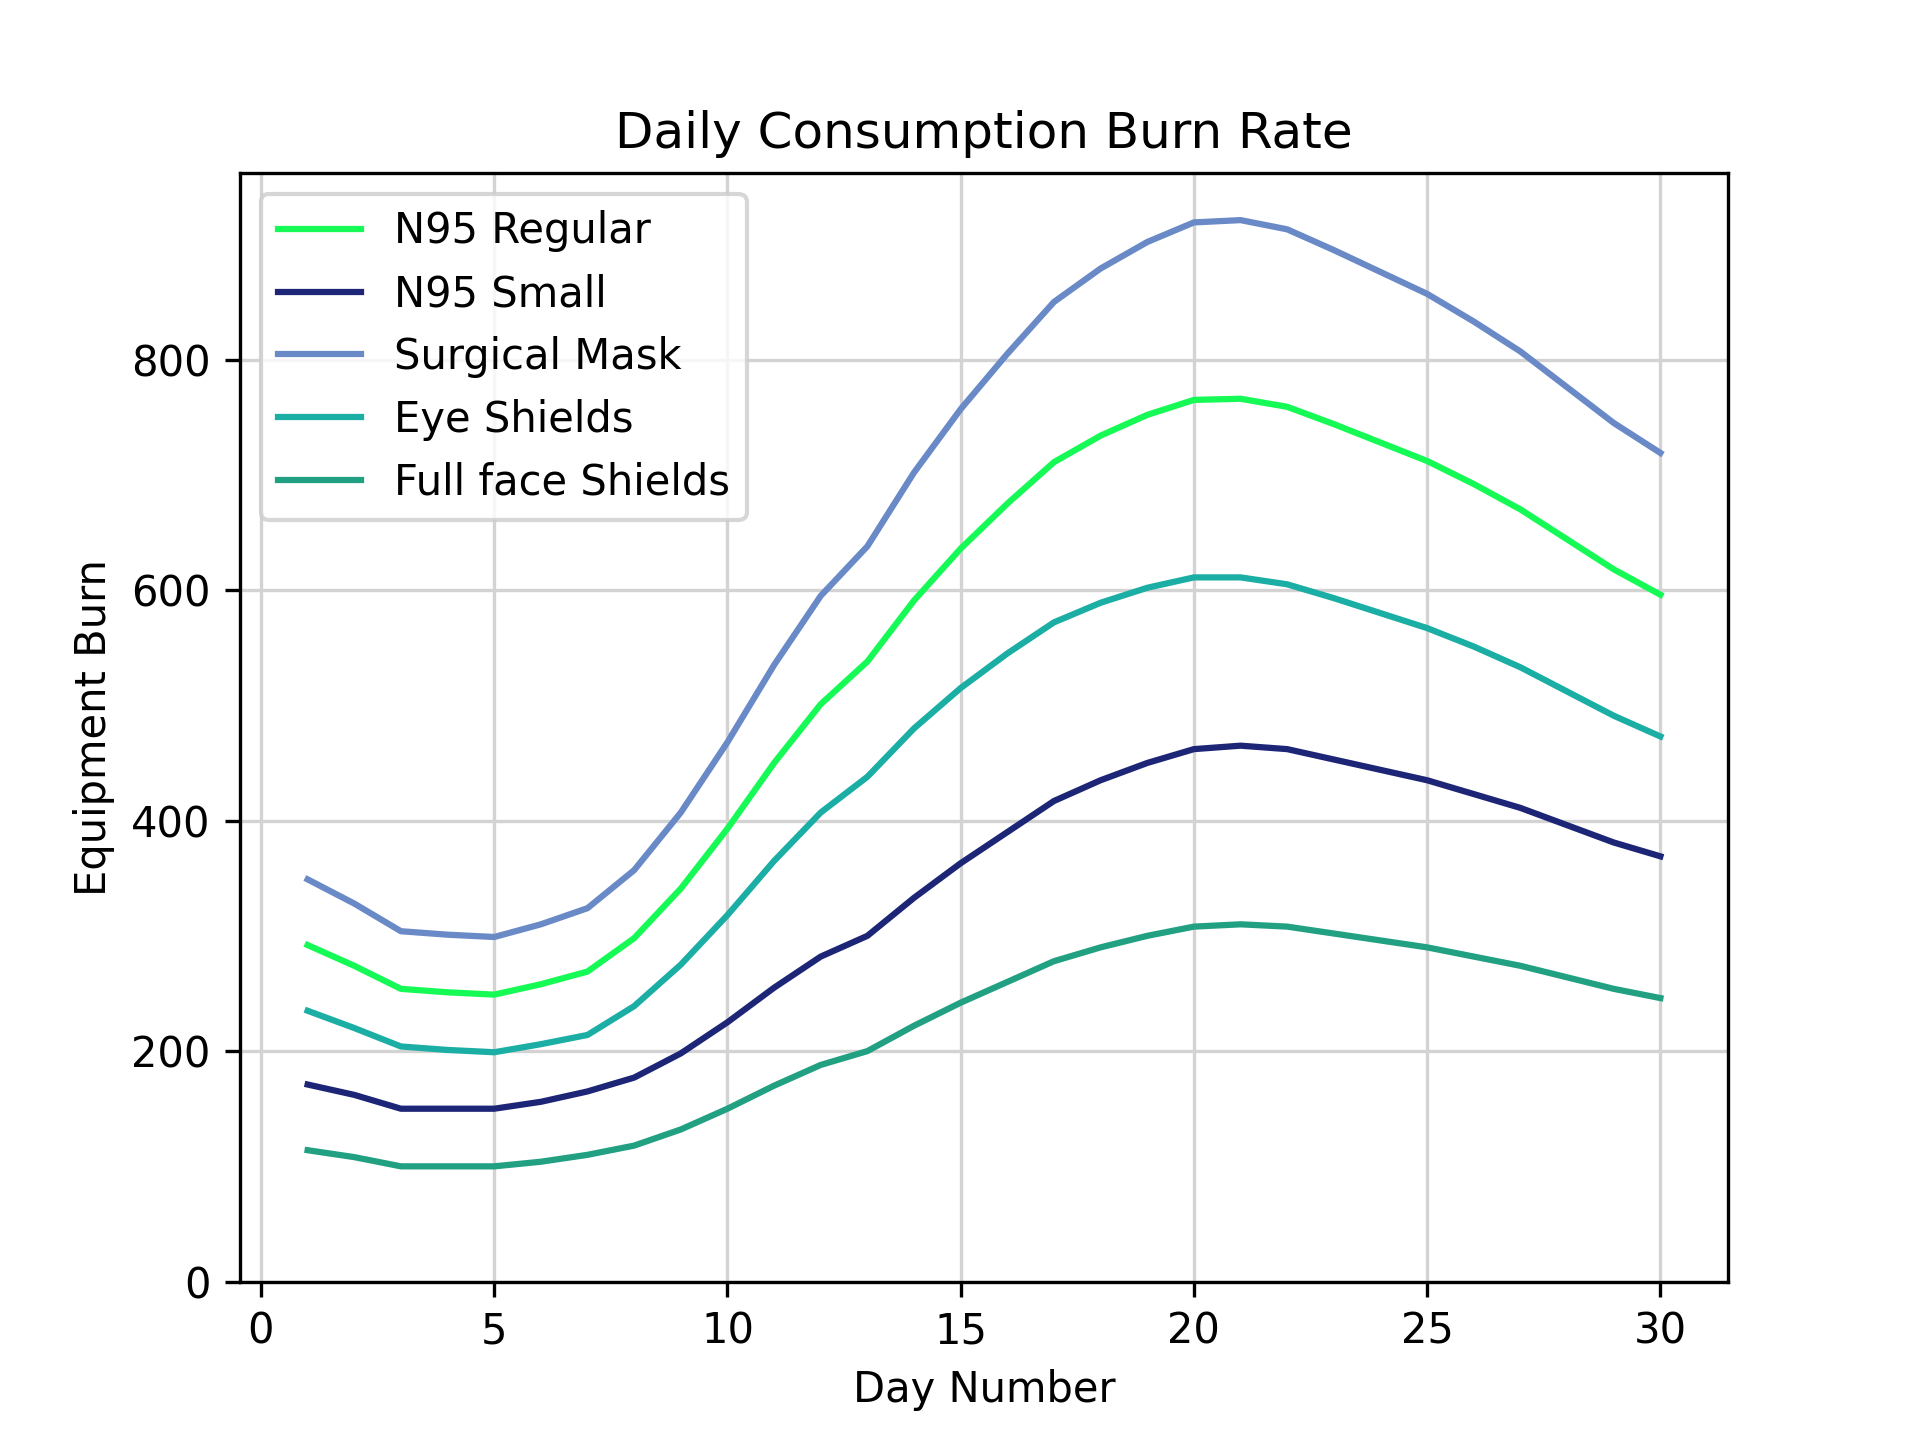 Daily Consumption Burn Rate
N95 Regular
N95 Small
Surgical Mask
Eye Shields
Full face Shields
Equipment Burn
800
600
400
200
0
0 5 10 15 20 25 30
Day Number